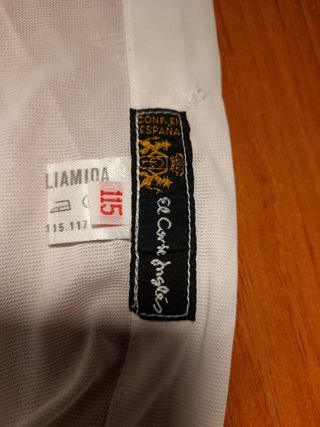 CONF. EN
ESPAÑA
El Corte Inglés
LIAMIDA
115
115.117